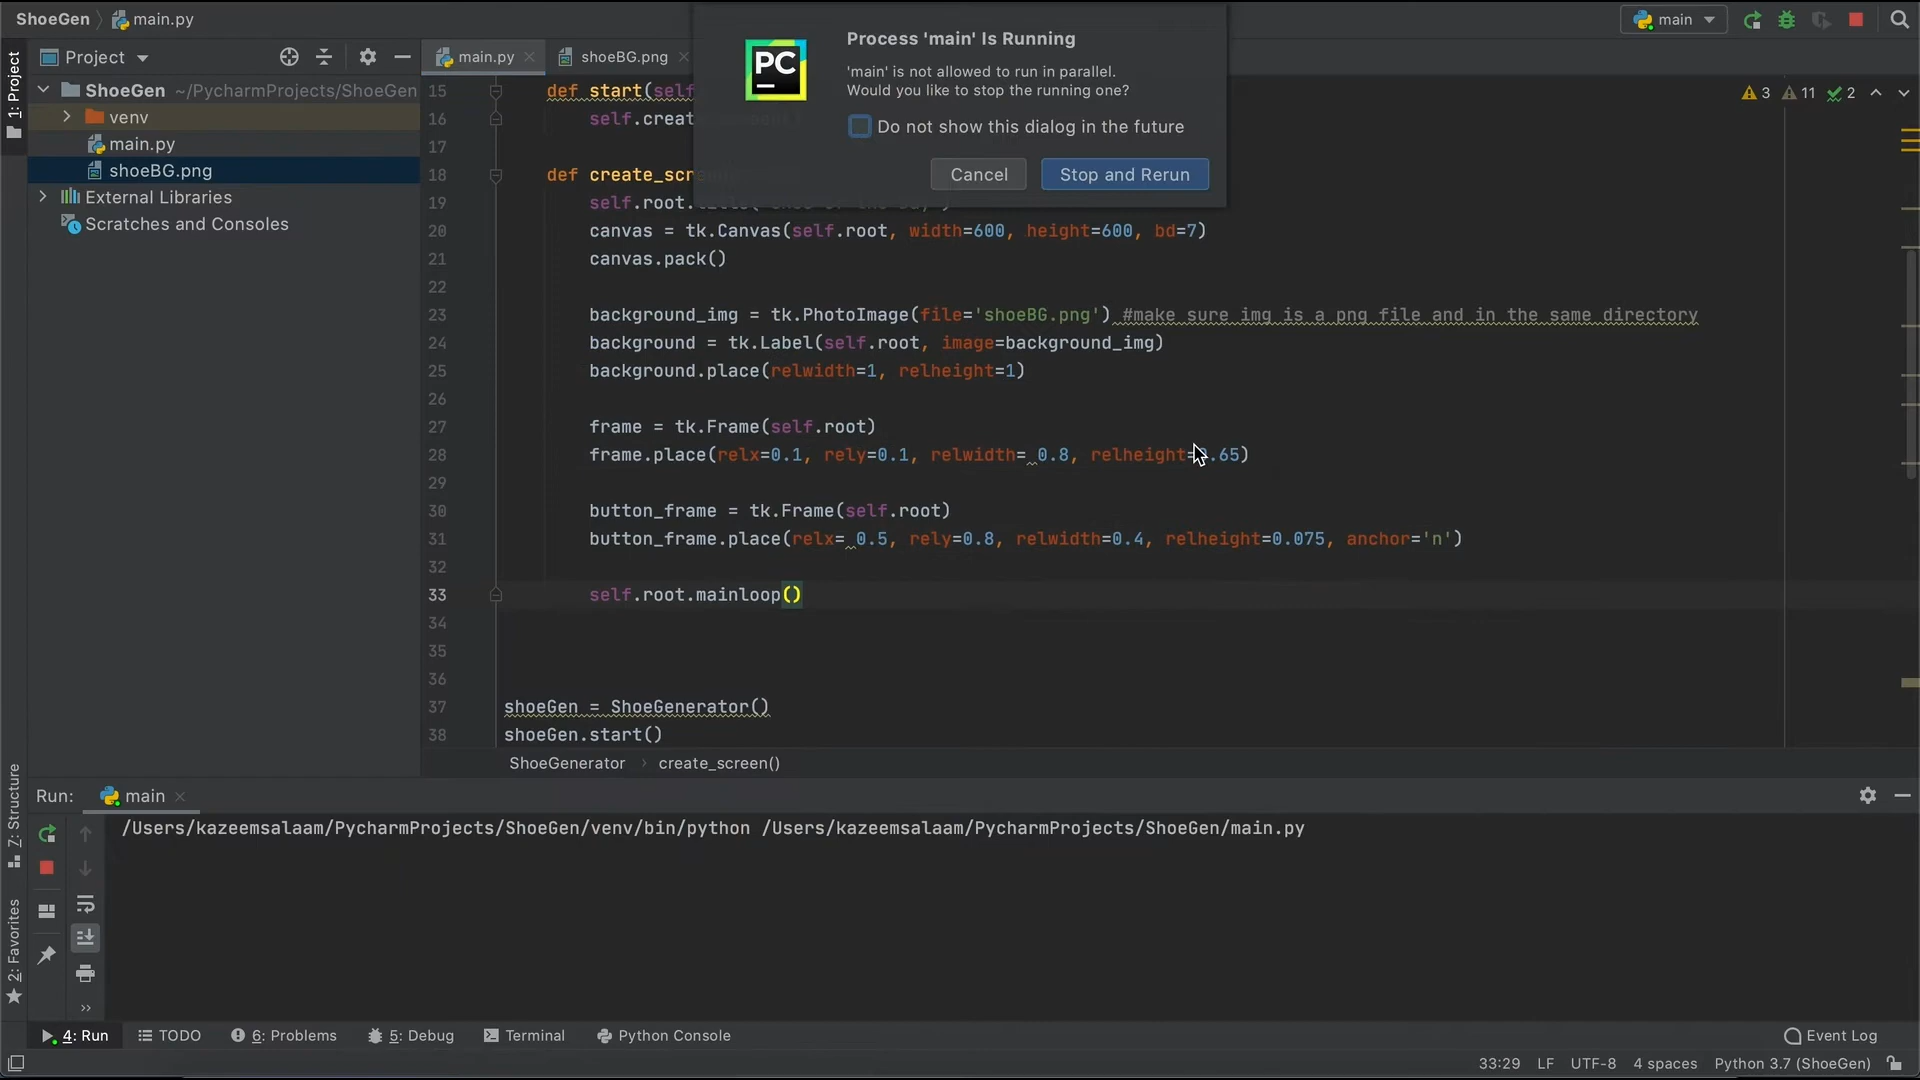 ShoeGen main.py
main
Project
main.py
shoeBG.png
PC
Process 'main' Is Running
'main' is not allowed to run in parallel.
Would you like to stop the running one?
Do not show this dialog in the future
Cancel
Stop and Rerun
1: Project
ShoeGen ~/PycharmProjects/ShoeGen
venv
main.py
shoeBG.png
External Libraries
Scratches and Consoles
3 11 2
15 def start(self
16 self.creat
17
18 def create_scr
19 self.root.
20 canvas = tk.Canvas(self.root, width=600, height=600, bd=7)
21 canvas.pack()
22
23 background_img = tk.PhotoImage(file='shoeBG.png') #make sure img is a png file and in the same directory
24 background = tk.Label(self.root, image=background_img)
25 background.place(relwidth=1, relheight=1)
26
27 frame = tk.Frame(self.root)
28 frame.place(relx=0.1, rely=0.1, relwidth= 0.8, relheight= .65)
29
30 button_frame = tk.Frame(self.root)
31 button_frame.place(relx= 0.5, rely=0.8, relwidth=0.4, relheight=0.075, anchor='n')
32
33 self.root.mainloop()
34
35
36
37 shoeGen = ShoeGenerator()
38 shoeGen.start()
ShoeGenerator create_screen()
7: Structure
2: Favorites
Run: main
/Users/kazeemsalaam/PycharmProjects/ShoeGen/venv/bin/python /Users/kazeemsalaam/PycharmProjects/ShoeGen/main.py
4: Run
TODO
6: Problems
5: Debug
Terminal
Python Console
Event Log
33:29 LF UTF-8 4 spaces Python 3.7 (ShoeGen)